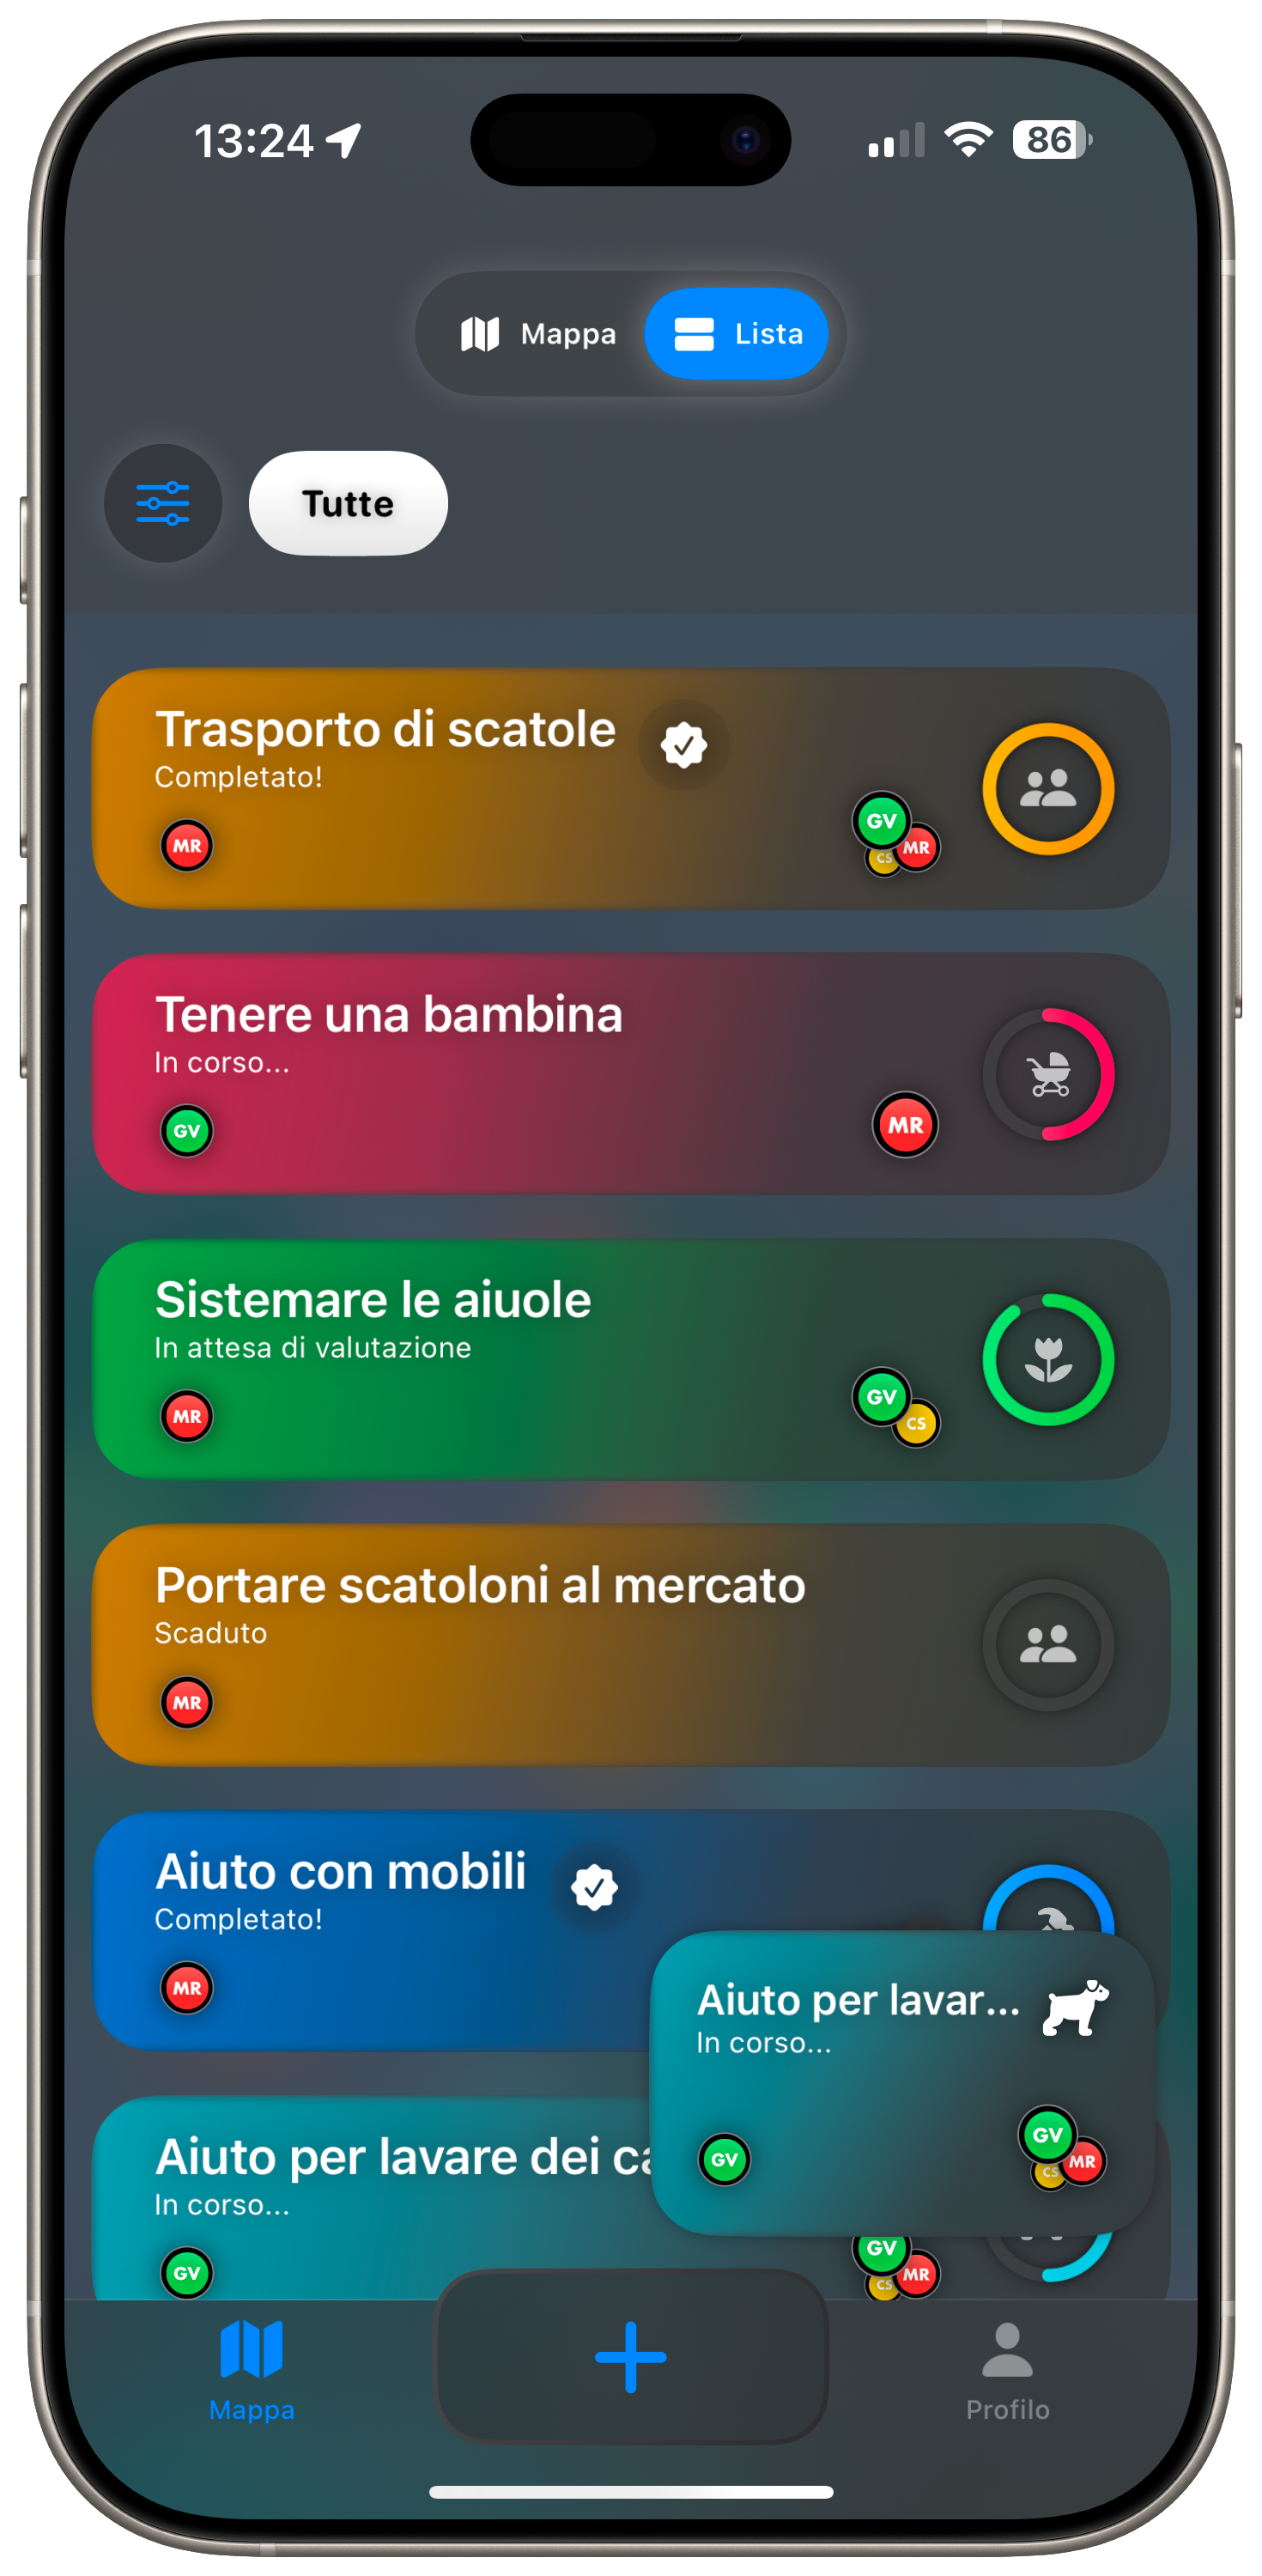 13:24
86
Mappa
Lista
Tutte
Trasporto di scatole
Completato!
MR
GV
CS
MR
Tenere una bambina
In corso...
GV
MR
Sistemare le aiuole
In attesa di valutazione
MR
GV
CS
Portare scatoloni al mercato
Scaduto
MR
Aiuto con mobili
Completato!
MR
Aiuto per lavar...
In corso...
GV
GV
CS
MR
Aiuto per lavare dei
In corso...
GV
GV
CS
MR
Mappa
Profilo